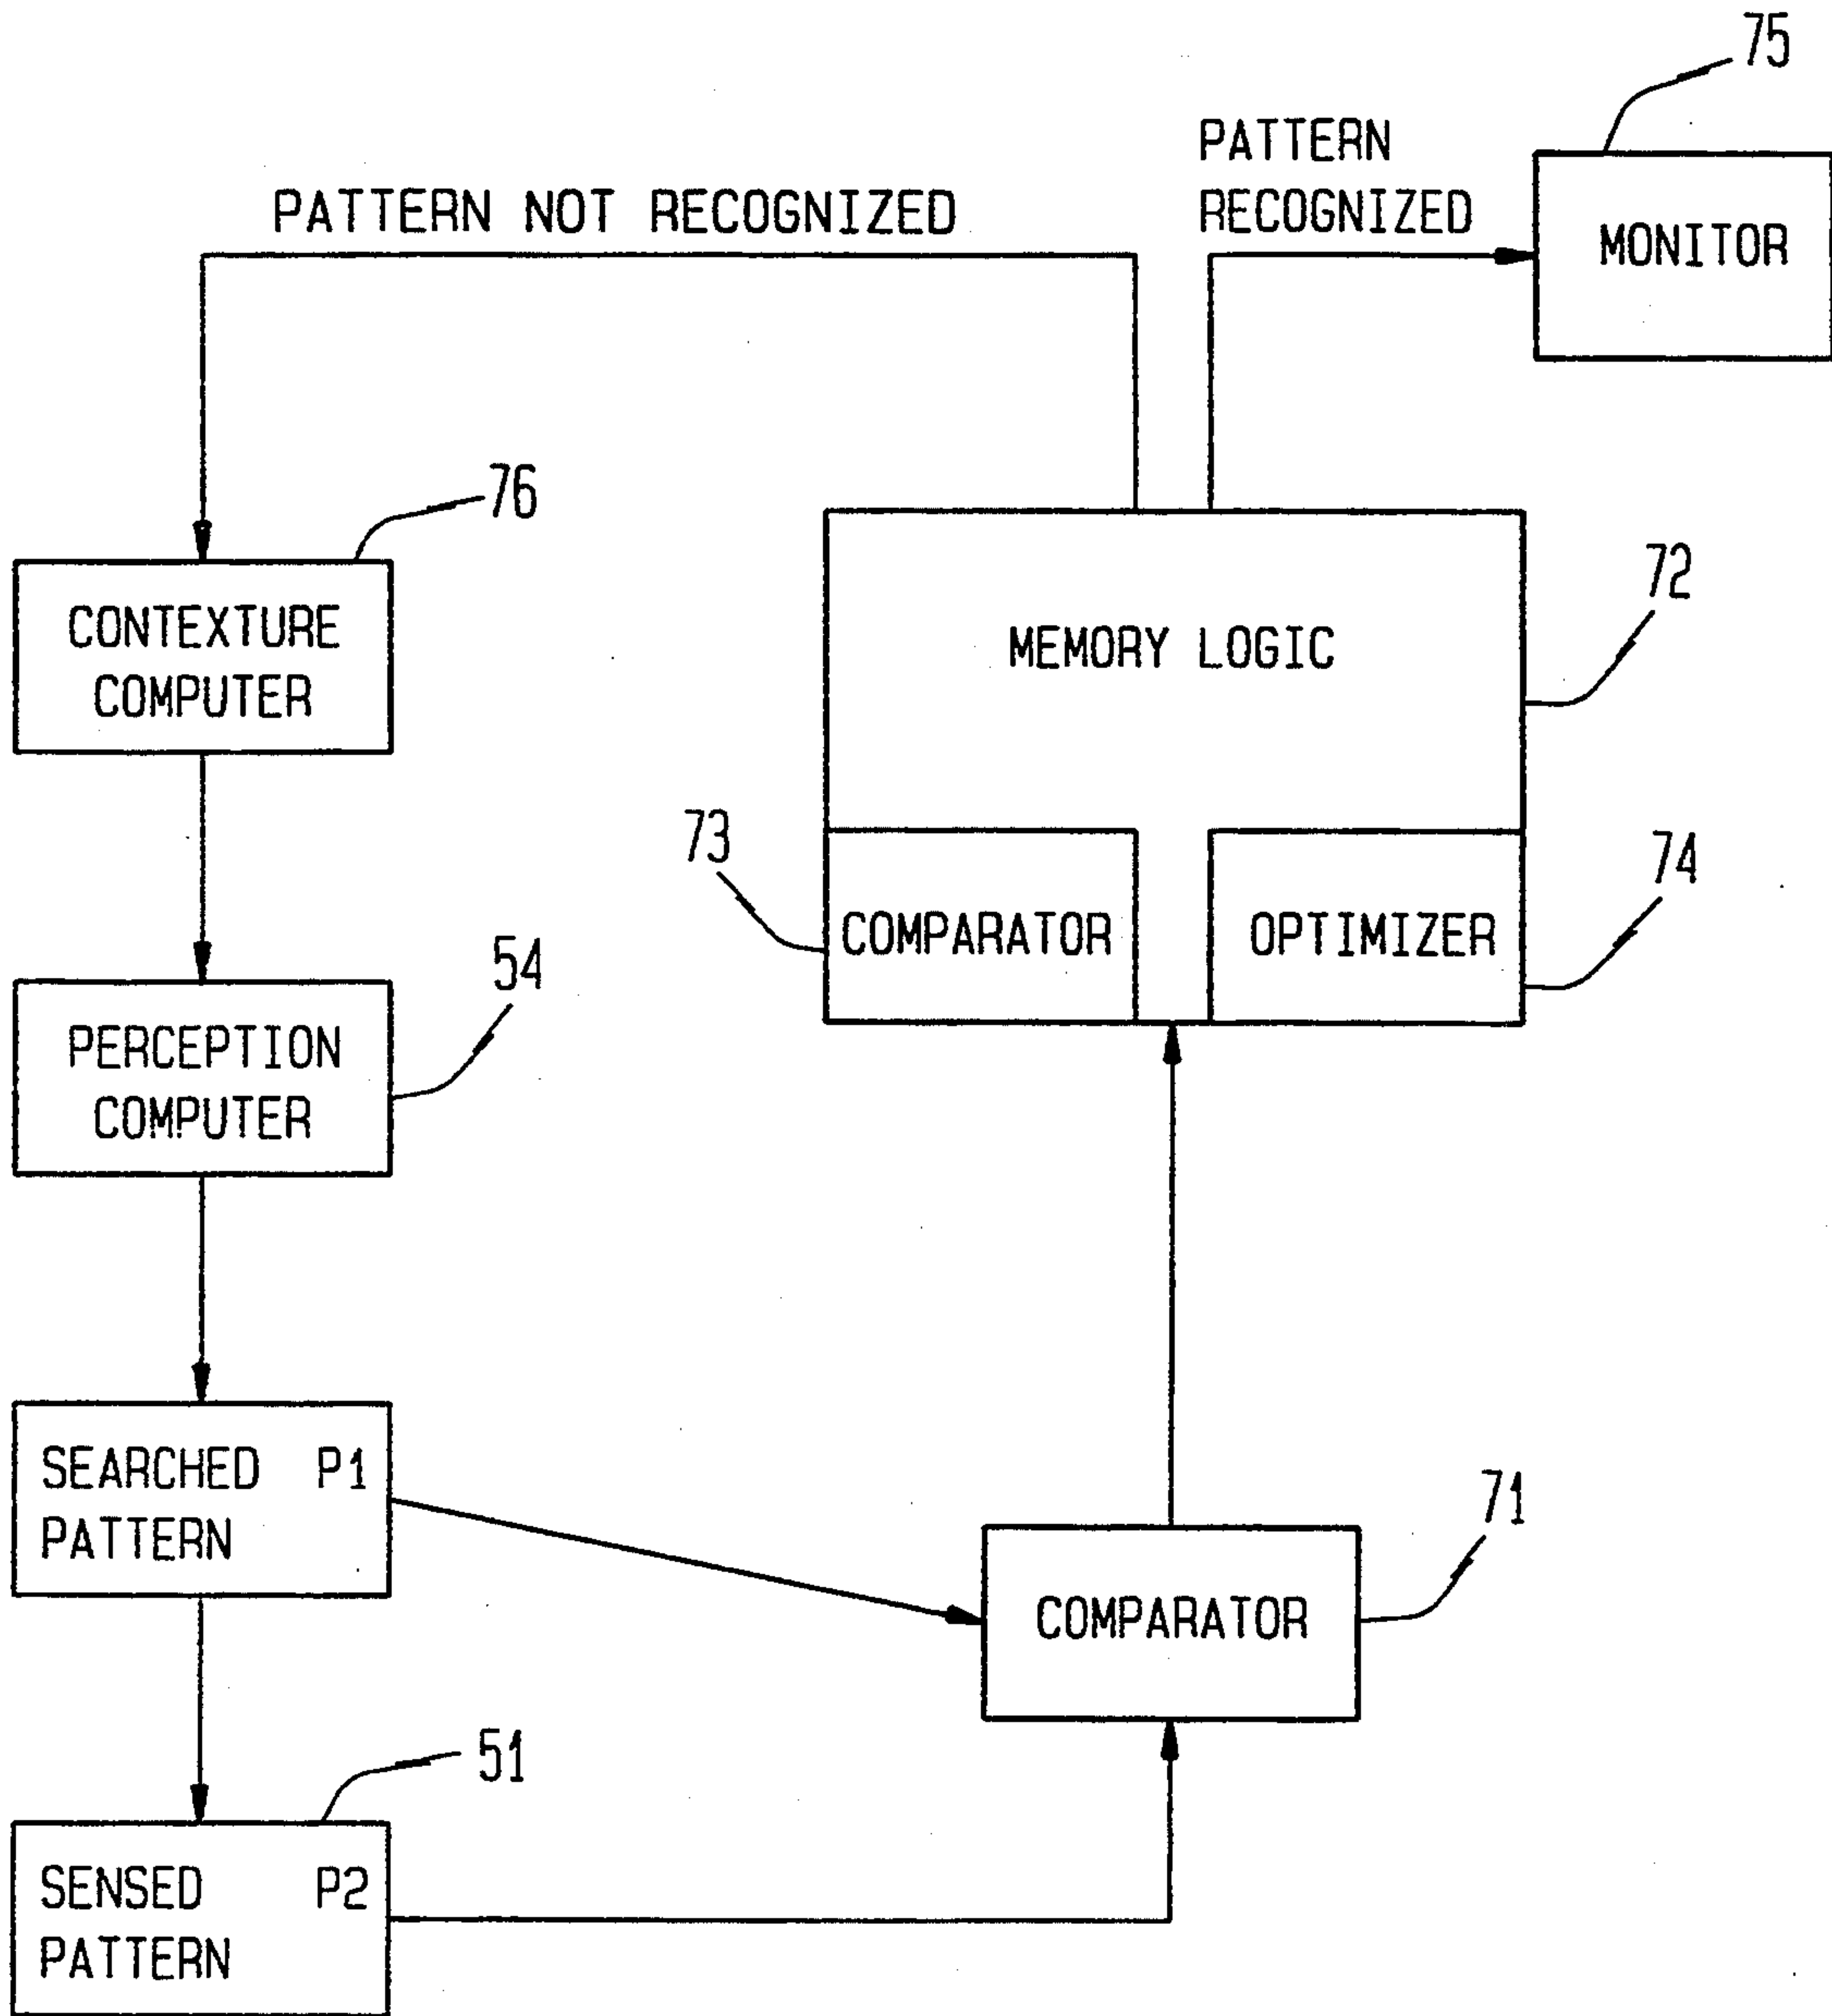 75
PATTERN
RECOGNIZED
PATTERN NOT RECOGNIZED
MONITOR
76
CONTEXTURE
COMPUTER
72
MEMORY LOGIC
73
74
COMPARATOR
OPTIMIZER
54
PERCEPTION
COMPUTER
SEARCHED P1
PATTERN
71
COMPARATOR
51
SENSED P2
PATTERN